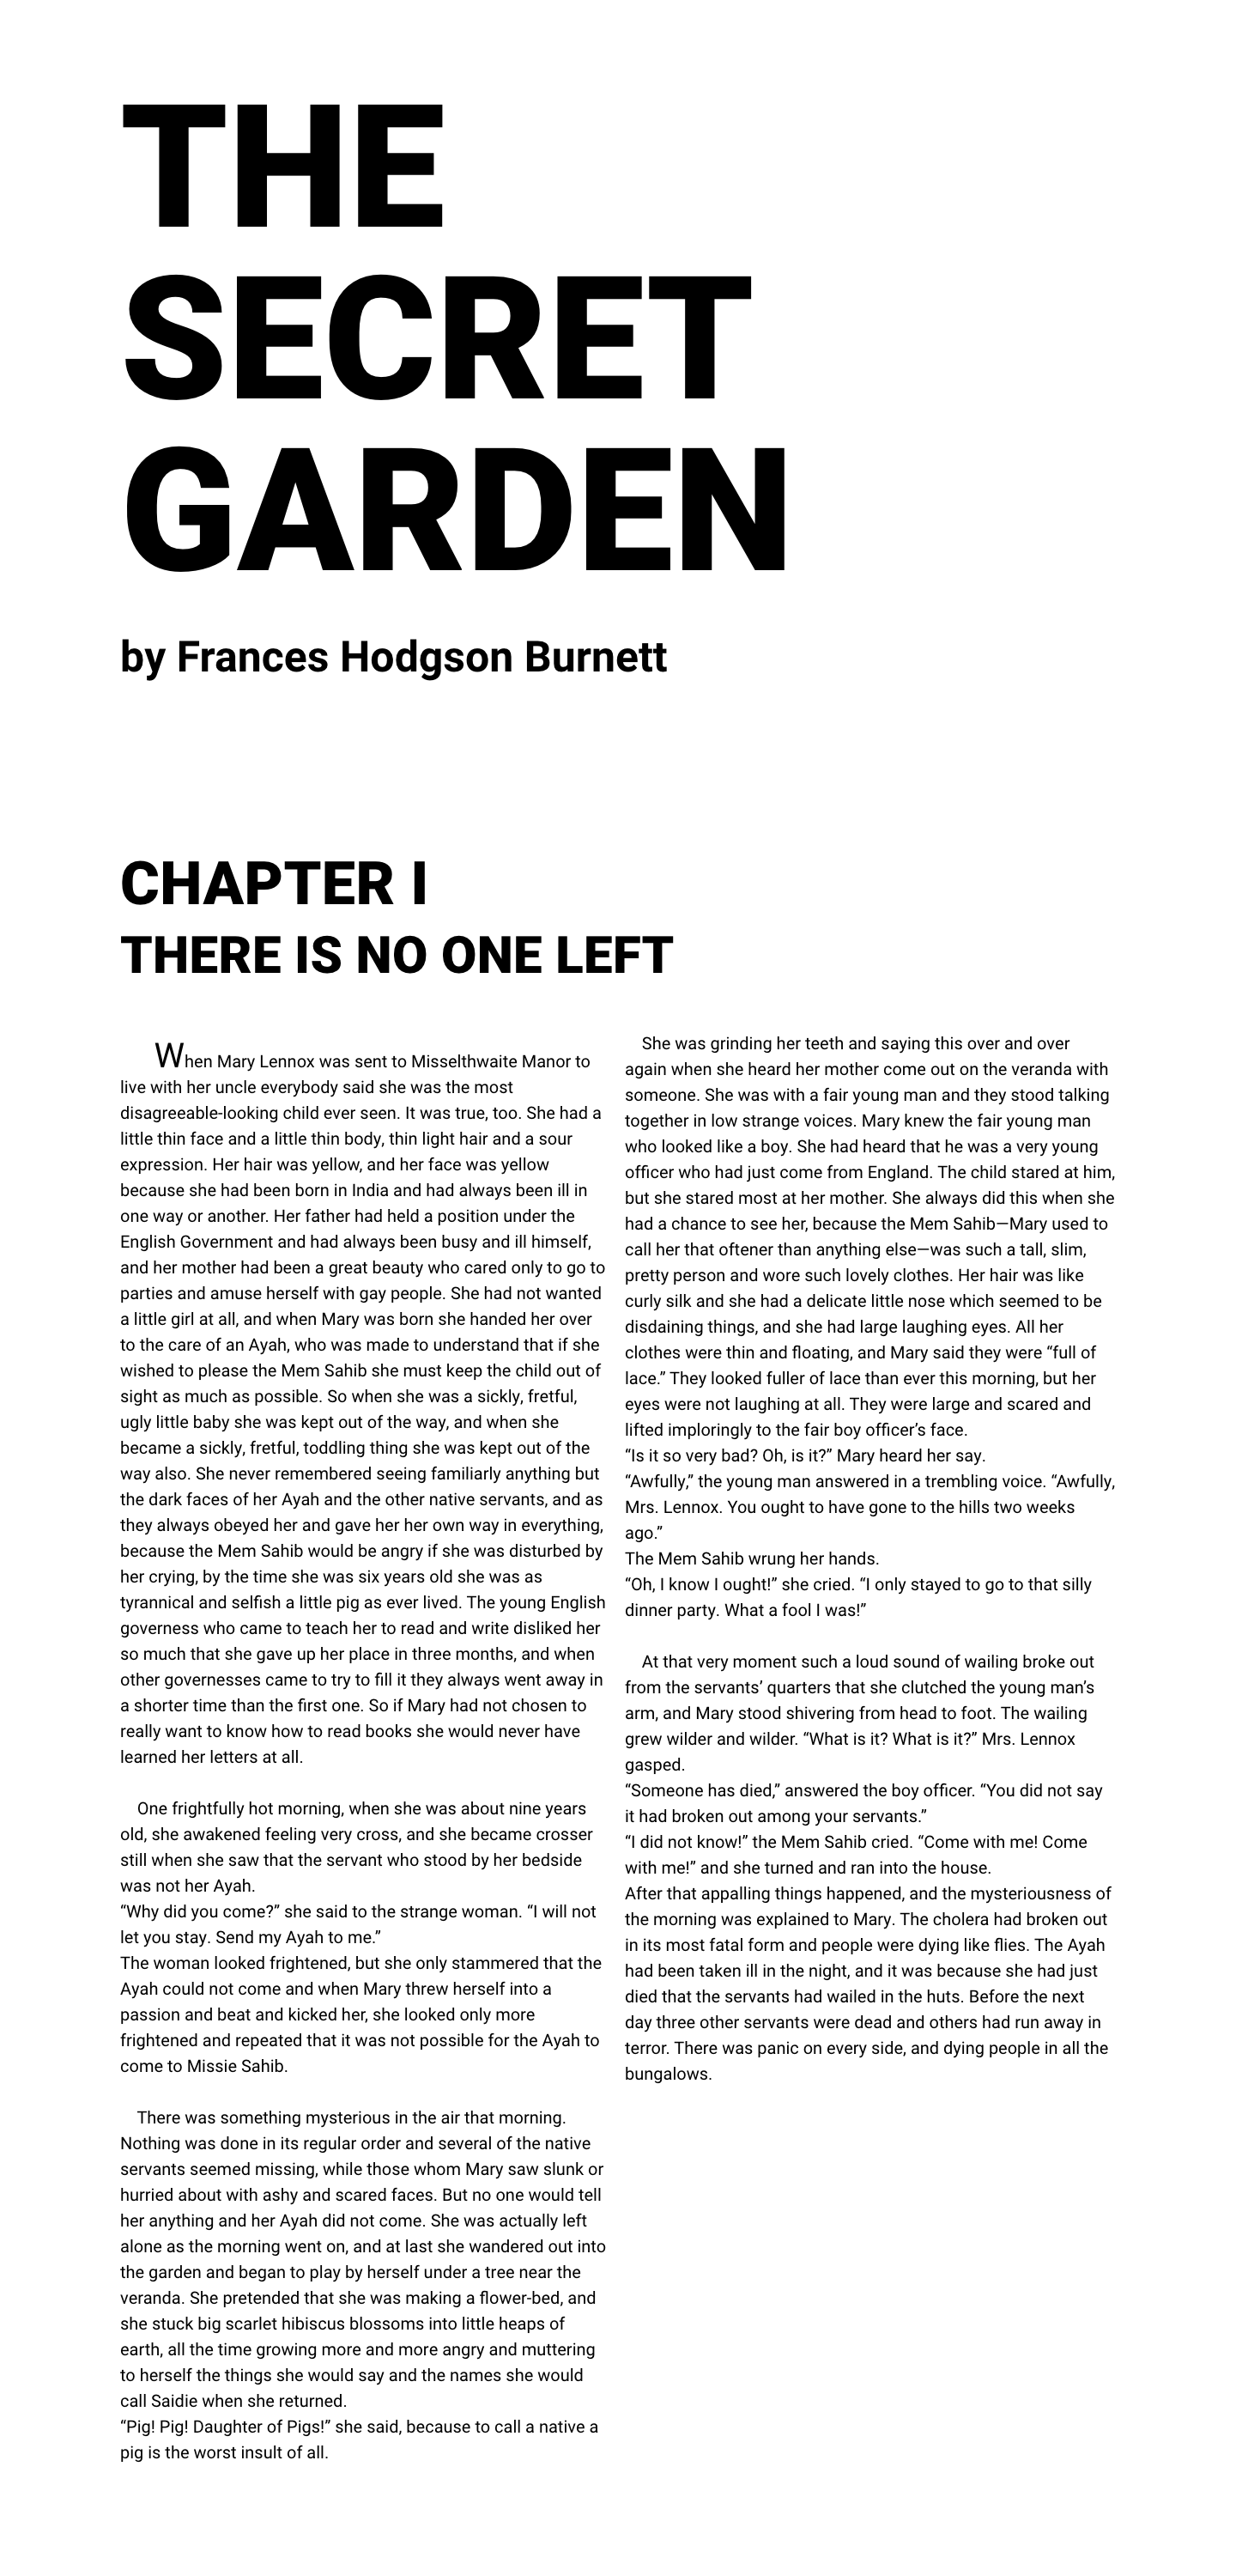 THE
SECRET
GARDEN
by Frances Hodgson Burnett
CHAPTER I
THERE IS NO ONE LEFT
When Mary Lennox was sent to Misselthwaite Manor to
live with her uncle everybody said she was the most
disagreeable-looking child ever seen. It was true, too. She had a
little thin face and a little thin body, thin light hair and a sour
expression. Her hair was yellow, and her face was yellow
because she had been born in India and had always been ill in
one way or another. Her father had held a position under the
English Government and had always been busy and ill himself,
and her mother had been a great beauty who cared only to go to
parties and amuse herself with gay people. She had not wanted
a little girl at all, and when Mary was born she handed her over
to the care of an Ayah, who was made to understand that if she
wished to please the Mem Sahib she must keep the child out of
sight as much as possible. So when she was a sickly, fretful,
ugly little baby she was kept out of the way, and when she
became a sickly, fretful, toddling thing she was kept out of the
way also. She never remembered seeing familiarly anything but
the dark faces of her Ayah and the other native servants, and as
they always obeyed her and gave her her own way in everything,
because the Mem Sahib would be angry if she was disturbed by
her crying, by the time she was six years old she was as
tyrannical and selfish a little pig as ever lived. The young English
governess who came to teach her to read and write disliked her
so much that she gave up her place in three months, and when
other governesses came to try to fill it they always went away in
a shorter time than the first one. So if Mary had not chosen to
really want to know how to read books she would never have
learned her letters at all.
One frightfully hot morning, when she was about nine years
old, she awakened feeling very cross, and she became crosser
still when she saw that the servant who stood by her bedside
was not her Ayah.
“Why did you come?” she said to the strange woman. “I will not
let you stay. Send my Ayah to me.”
The woman looked frightened, but she only stammered that the
Ayah could not come and when Mary threw herself into a
passion and beat and kicked her, she looked only more
frightened and repeated that it was not possible for the Ayah to
come to Missie Sahib.
There was something mysterious in the air that morning.
Nothing was done in its regular order and several of the native
servants seemed missing, while those whom Mary saw slunk or
hurried about with ashy and scared faces. But no one would tell
her anything and her Ayah did not come. She was actually left
alone as the morning went on, and at last she wandered out into
the garden and began to play by herself under a tree near the
veranda. She pretended that she was making a flower-bed, and
she stuck big scarlet hibiscus blossoms into little heaps of
earth, all the time growing more and more angry and muttering
to herself the things she would say and the names she would
call Saidie when she returned.
“Pig! Pig! Daughter of Pigs!” she said, because to call a native a
pig is the worst insult of all.
She was grinding her teeth and saying this over and over
again when she heard her mother come out on the veranda with
someone. She was with a fair young man and they stood talking
together in low strange voices. Mary knew the fair young man
who looked like a boy. She had heard that he was a very young
officer who had just come from England. The child stared at him,
but she stared most at her mother. She always did this when she
had a chance to see her, because the Mem Sahib—Mary used to
call her that oftener than anything else—was such a tall, slim,
pretty person and wore such lovely clothes. Her hair was like
curly silk and she had a delicate little nose which seemed to be
disdaining things, and she had large laughing eyes. All her
clothes were thin and floating, and Mary said they were “full of
lace.” They looked fuller of lace than ever this morning, but her
eyes were not laughing at all. They were large and scared and
lifted imploringly to the fair boy officer’s face.
“Is it so very bad? Oh, is it?” Mary heard her say.
“Awfully,” the young man answered in a trembling voice. “Awfully,
Mrs. Lennox. You ought to have gone to the hills two weeks
ago.”
The Mem Sahib wrung her hands.
“Oh, I know I ought!” she cried. “I only stayed to go to that silly
dinner party. What a fool I was!”
At that very moment such a loud sound of wailing broke out
from the servants’ quarters that she clutched the young man’s
arm, and Mary stood shivering from head to foot. The wailing
grew wilder and wilder. “What is it? What is it?” Mrs. Lennox
gasped.
“Someone has died,” answered the boy officer. “You did not say
it had broken out among your servants.”
“I did not know!” the Mem Sahib cried. “Come with me! Come
with me!” and she turned and ran into the house.
After that appalling things happened, and the mysteriousness of
the morning was explained to Mary. The cholera had broken out
in its most fatal form and people were dying like flies. The Ayah
had been taken ill in the night, and it was because she had just
died that the servants had wailed in the huts. Before the next
day three other servants were dead and others had run away in
terror. There was panic on every side, and dying people in all the
bungalows.